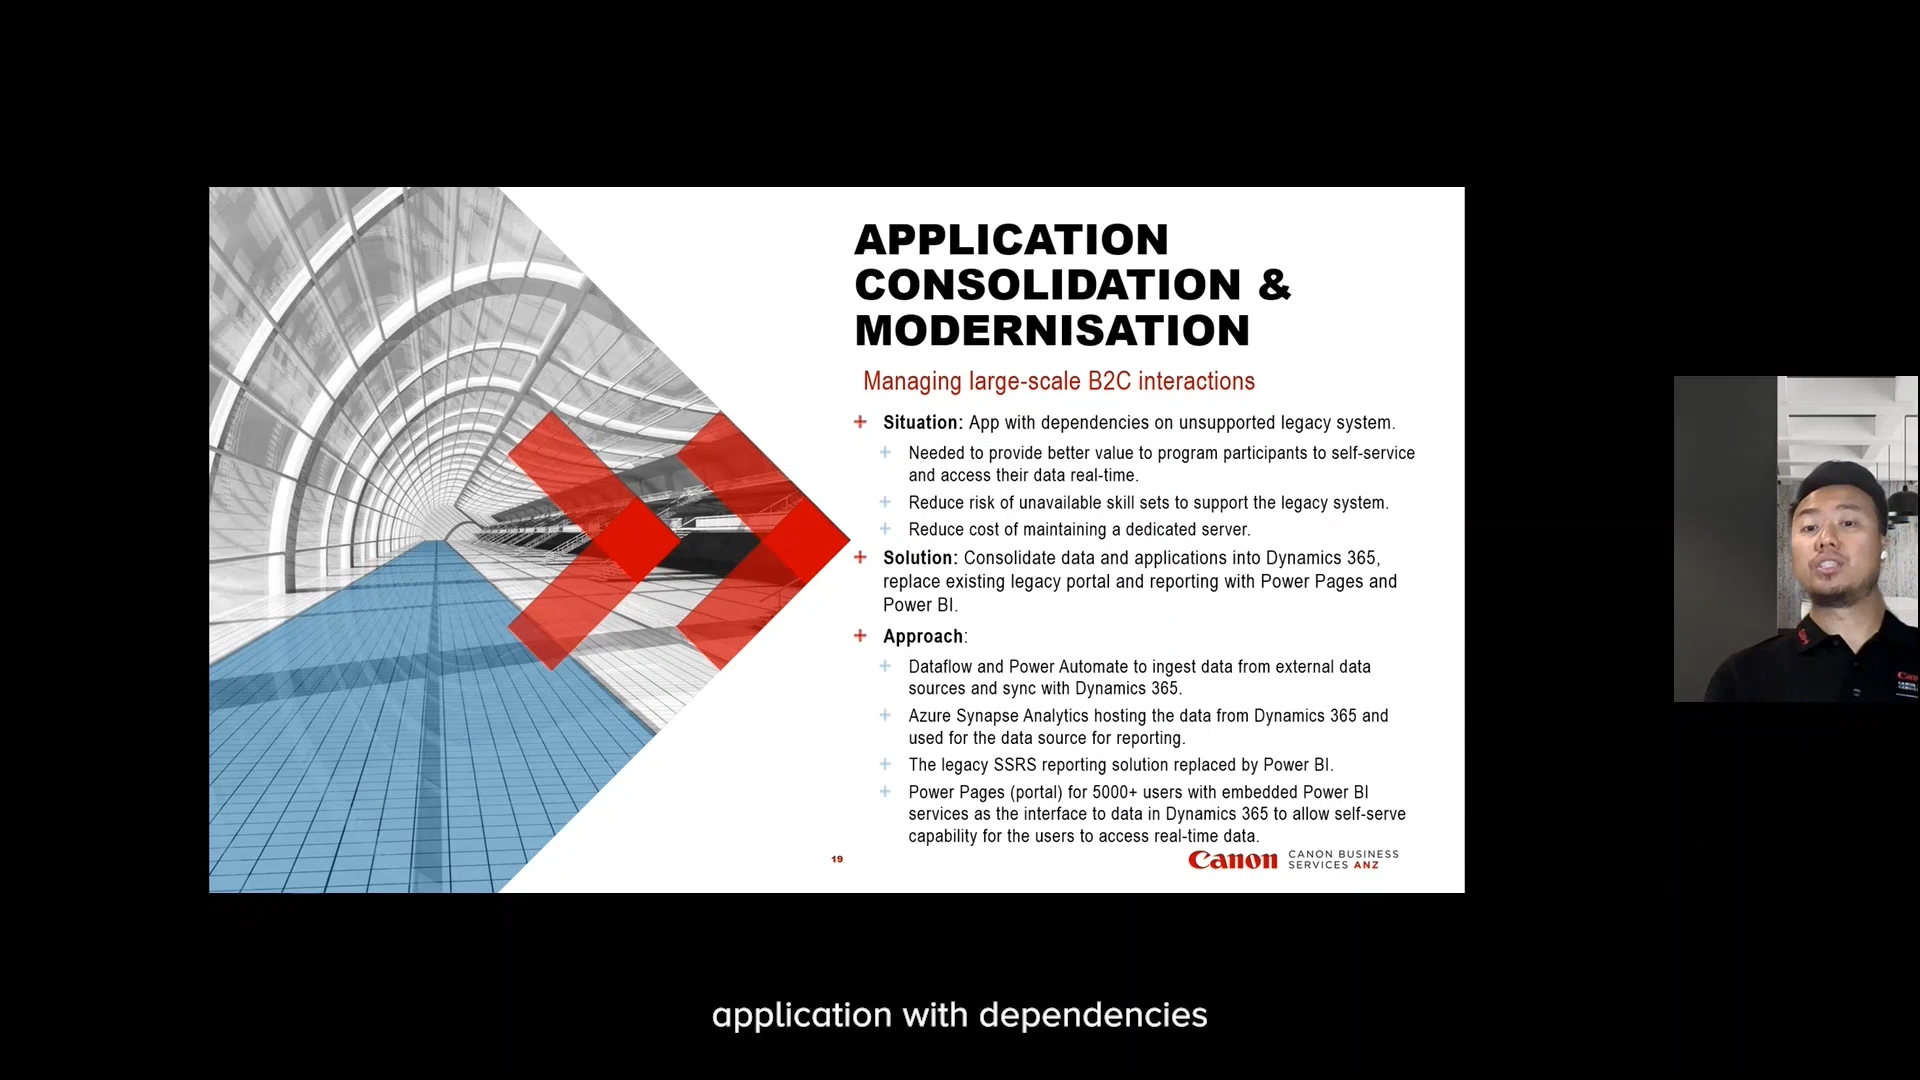 APPLICATION
CONSOLIDATION &
MODERNISATION
Managing large-scale B2C interactions
Situation: App with dependencies on unsupported legacy system.
Needed to provide better value to program participants to self-service
and access their data real-time.
Reduce risk of unavailable skill sets to support the legacy system.
Reduce cost of maintaining a dedicated server.
Solution: Consolidate data and applications into Dynamics 365,
replace existing legacy portal and reporting with Power Pages and
Power BI.
Approach:
Dataflow and Power Automate to ingest data from external data
sources and sync with Dynamics 365.
Azure Synapse Analytics hosting the data from Dynamics 365 and
used for the data source for reporting.
The legacy SSRS reporting solution replaced by Power BI.
Power Pages (portal) for 5000+ users with embedded Power BI
services as the interface to data in Dynamics 365 to allow self-serve
capability for the users to access real-time data.
19
Canon
CANON BUSINESS
SERVICES ANZ
application with dependencies